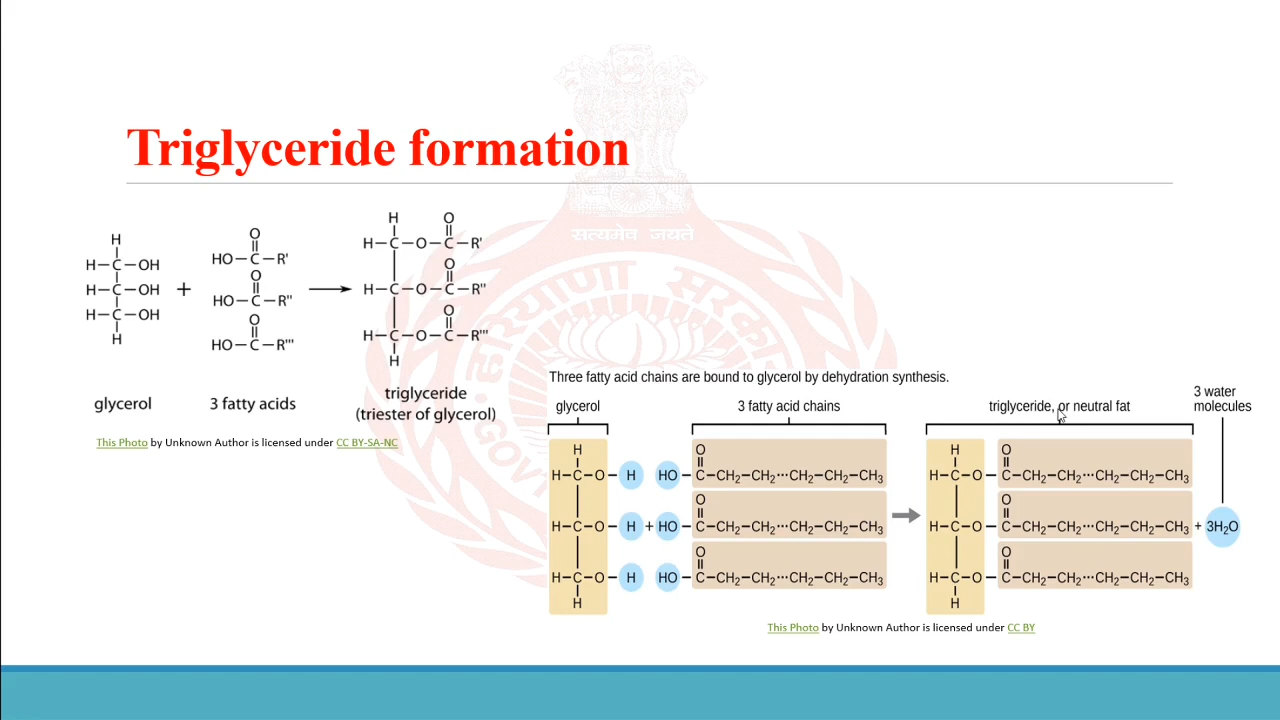 Triglyceride formation
सत्यमेव जयते
हरियाणा सरकार
H
H–C–OH
H–C–OH
H–C–OH
H
+
O
HO–C–R'
O
HO–C–R"
O
HO–C–R"'
H O
H–C–O–C–R'
O
H–C–O–C–R"
O
H–C–O–C–R"'
H
glycerol
3 fatty acids
triglyceride
(triester of glycerol)
This Photo by Unknown Author is licensed under CC BY-SA-NC
Three fatty acid chains are bound to glycerol by dehydration synthesis.
glycerol
3 fatty acid chains
triglyceride, or neutral fat
3 water
molecules
H O H O
H–C–O–H HO–C–CH₂–CH₂···CH₂–CH₂–CH₃ H–C–O–C–CH₂–CH₂···CH₂–CH₂–CH₃
O O
H–C–O–H + HO–C–CH₂–CH₂···CH₂–CH₂–CH₃ H–C–O–C–CH₂–CH₂···CH₂–CH₂–CH₃ + 3H₂O
O O
H–C–O–H HO–C–CH₂–CH₂···CH₂–CH₂–CH₃ H–C–O–C–CH₂–CH₂···CH₂–CH₂–CH₃
H H
This Photo by Unknown Author is licensed under CC BY